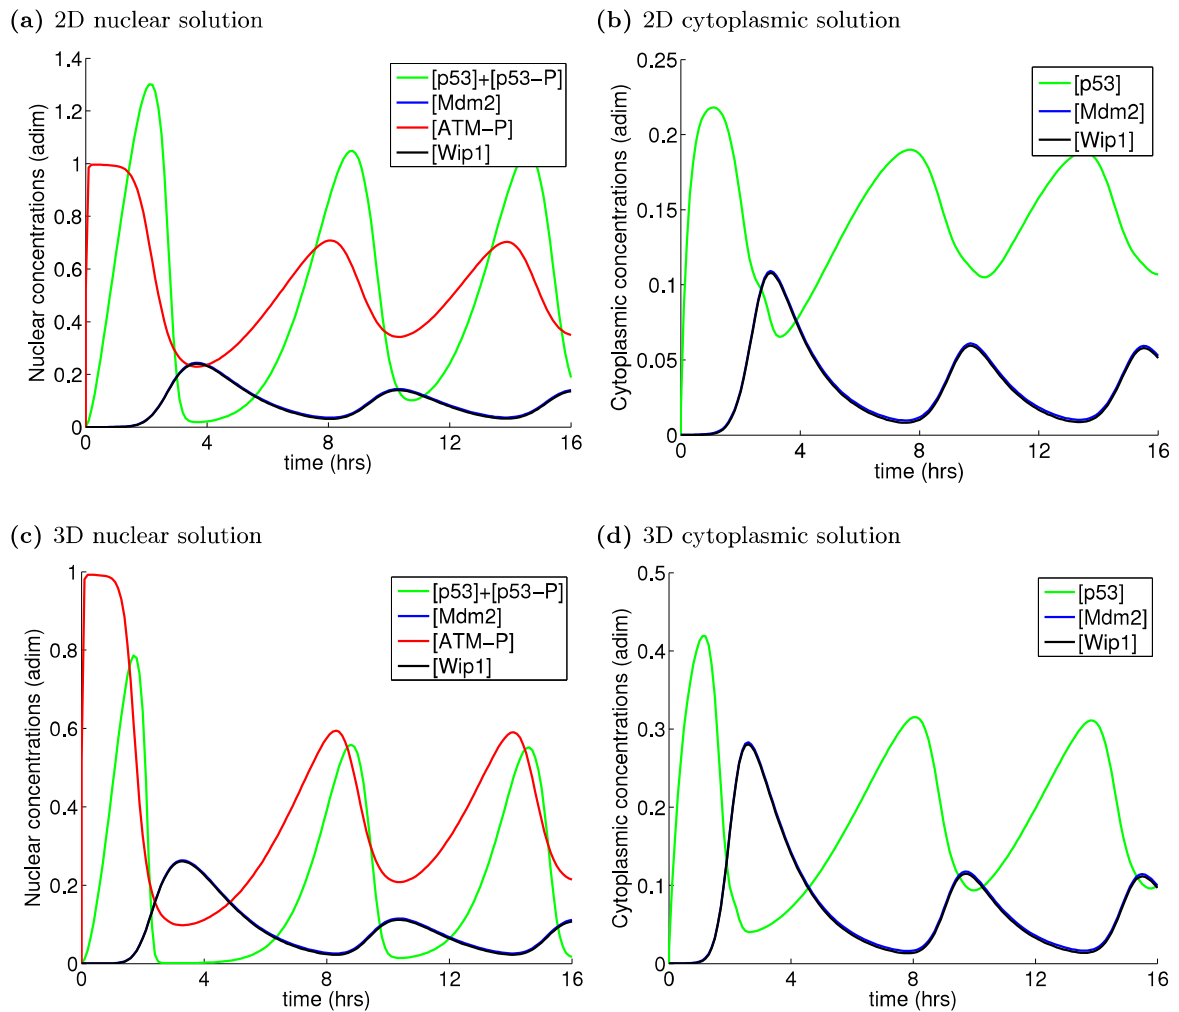 (a) 2D nuclear solution
1.4
1.2
1
0.8
0.6
0.4
0.2
0
0 4 8 12 16
Nuclear concentrations (adim)
time (hrs)
[p53]+[p53-P]
[Mdm2]
[ATM-P]
[Wip1]
(b) 2D cytoplasmic solution
0.25
0.2
0.15
0.1
0.05
0
0 4 8 12 16
Cytoplasmic concentrations (adim)
time (hrs)
[p53]
[Mdm2]
[Wip1]
(c) 3D nuclear solution
1
0.8
0.6
0.4
0.2
0
0 4 8 12 16
Nuclear concentrations (adim)
time (hrs)
[p53]+[p53-P]
[Mdm2]
[ATM-P]
[Wip1]
(d) 3D cytoplasmic solution
0.5
0.4
0.3
0.2
0.1
0
0 4 8 12 16
Cytoplasmic concentrations (adim)
time (hrs)
[p53]
[Mdm2]
[Wip1]